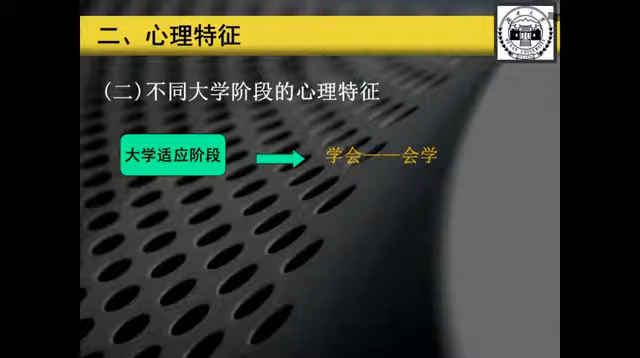 二、心理特征
(二)不同大学阶段的心理特征
大学适应阶段
学会——会学